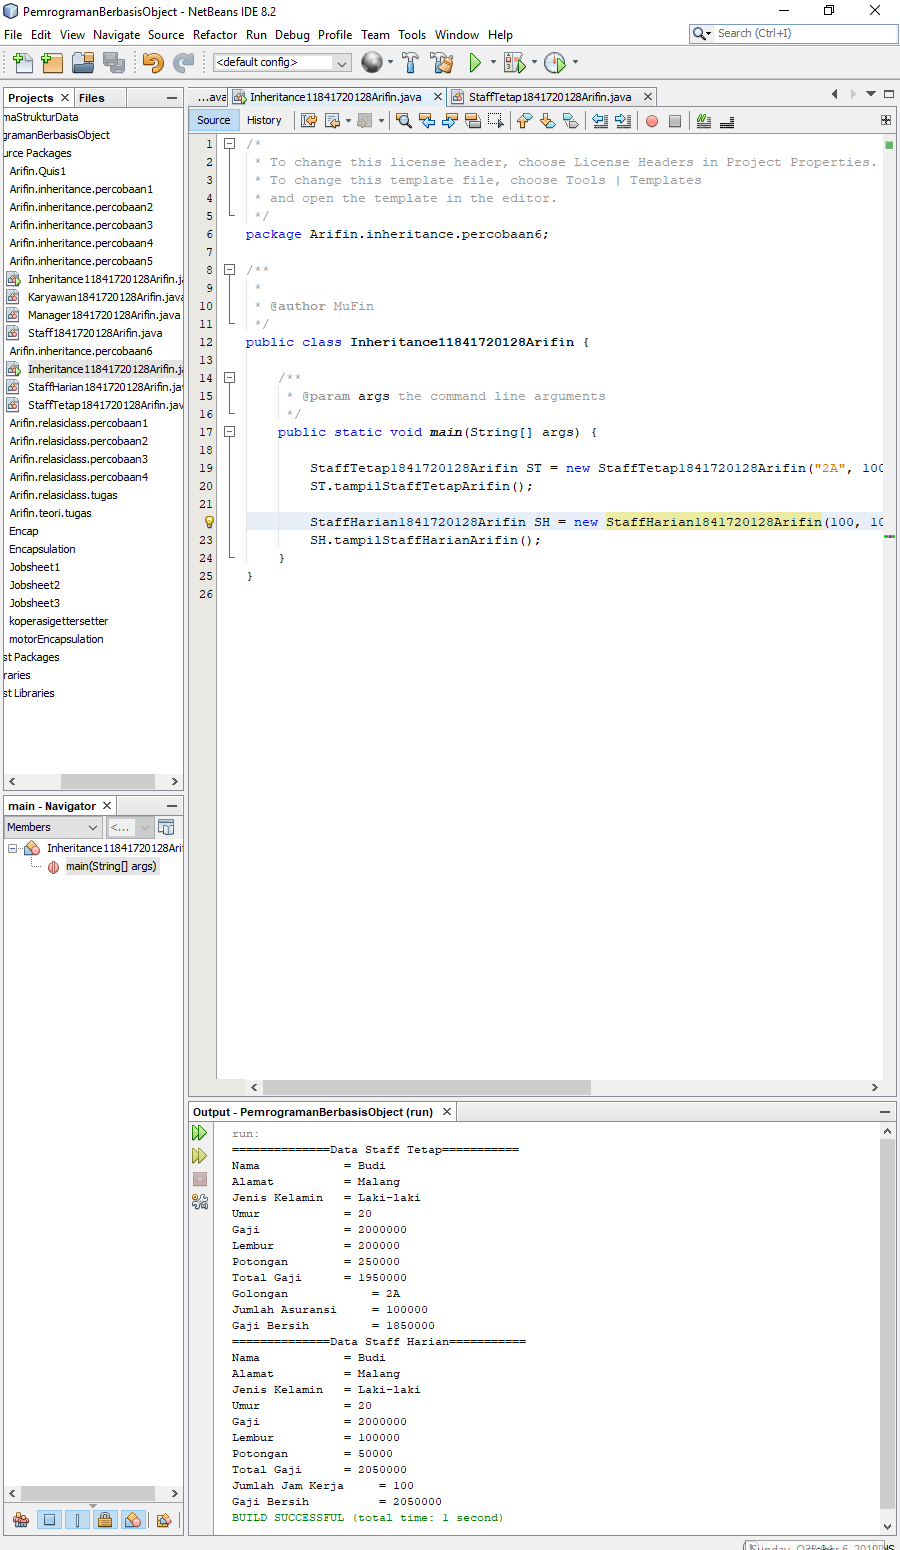 PemrogramanBerbasisObject - NetBeans IDE 8.2
File Edit View Navigate Source Refactor Run Debug Profile Team Tools Window Help
Search (Ctrl+I)
<default config>
Projects Files
maStrukturData
gramanBerbasisObject
urce Packages
Arifin.Quis1
Arifin.inheritance.percobaan1
Arifin.inheritance.percobaan2
Arifin.inheritance.percobaan3
Arifin.inheritance.percobaan4
Arifin.inheritance.percobaan5
Inheritance11841720128Arifin.ja
Karyawan1841720128Arifin.java
Manager1841720128Arifin.java
Staff1841720128Arifin.java
Arifin.inheritance.percobaan6
Inheritance11841720128Arifin.ja
StaffHarian1841720128Arifin.java
StaffTetap1841720128Arifin.jav
Arifin.relasiclass.percobaan1
Arifin.relasiclass.percobaan2
Arifin.relasiclass.percobaan3
Arifin.relasiclass.percobaan4
Arifin.relasiclass.tugas
Arifin.teori.tugas
Encap
Encapsulation
Jobsheet1
Jobsheet2
Jobsheet3
koperasigettersetter
motorEncapsulation
st Packages
raries
st Libraries
main - Navigator
Members <...
Inheritance11841720128Ari
main(String[] args)
...ava Inheritance11841720128Arifin.java StaffTetap1841720128Arifin.java
Source History
1 /*
2 * To change this license header, choose License Headers in Project Properties.
3 * To change this template file, choose Tools | Templates
4 * and open the template in the editor.
5 */
6 package Arifin.inheritance.percobaan6;
7
8 /**
9 *
10 * @author MuFin
11 */
12 public class Inheritance11841720128Arifin {
13
14 /**
15 * @param args the command line arguments
16 */
17 public static void main(String[] args) {
18
19 StaffTetap1841720128Arifin ST = new StaffTetap1841720128Arifin("2A", 100
20 ST.tampilStaffTetapArifin();
21
StaffHarian1841720128Arifin SH = new StaffHarian1841720128Arifin(100, 10
23 SH.tampilStaffHarianArifin();
24 }
25 }
26
Output - PemrogramanBerbasisObject (run)
run:
==============Data Staff Tetap===========
Nama = Budi
Alamat = Malang
Jenis Kelamin = Laki-laki
Umur = 20
Gaji = 2000000
Lembur = 200000
Potongan = 250000
Total Gaji = 1950000
Golongan = 2A
Jumlah Asuransi = 100000
Gaji Bersih = 1850000
==============Data Staff Harian===========
Nama = Budi
Alamat = Malang
Jenis Kelamin = Laki-laki
Umur = 20
Gaji = 2000000
Lembur = 100000
Potongan = 50000
Total Gaji = 2050000
Jumlah Jam Kerja = 100
Gaji Bersih = 2050000
BUILD SUCCESSFUL (total time: 1 second)